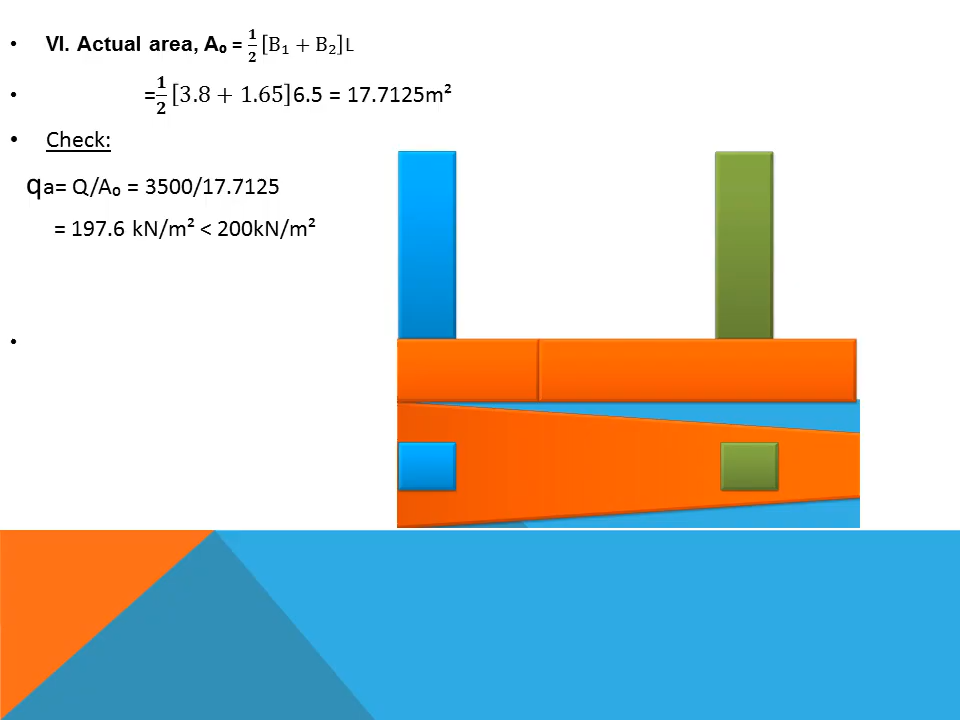 • VI. Actual area, A₀ = 1/2 [B₁ + B₂]L
• =1/2 [3.8 + 1.65]6.5 = 17.7125m²
• Check:
qa= Q/A₀ = 3500/17.7125
= 197.6 kN/m² < 200kN/m²
•